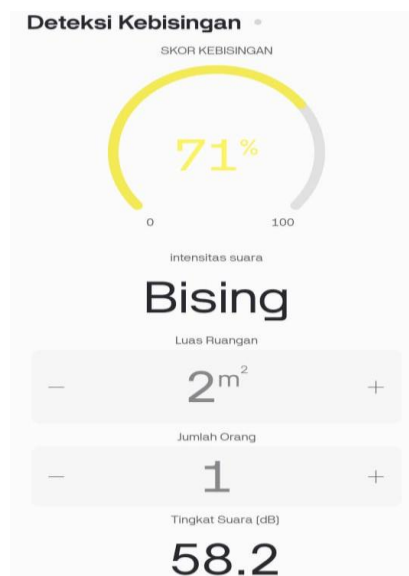 Deteksi Kebisingan
SKOR KEBISINGAN
71%
0 100
intensitas suara
Bising
Luas Ruangan
— 2m² +
Jumlah Orang
— 1 +
Tingkat Suara (dB)
58.2